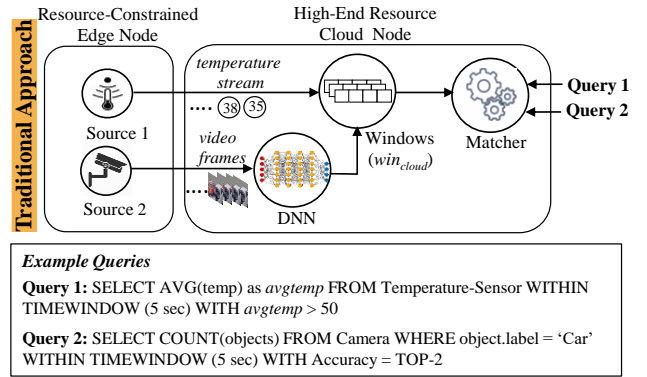 Resource-Constrained
Edge Node
High-End Resource
Cloud Node
Traditional Approach
temperature
stream
.... 38 35
Source 1
Query 1
Query 2
video
frames
Windows
(win_cloud)
Matcher
....
Source 2
DNN
Example Queries
Query 1: SELECT AVG(temp) as avgtemp FROM Temperature-Sensor WITHIN
TIMEWINDOW (5 sec) WITH avgtemp > 50
Query 2: SELECT COUNT(objects) FROM Camera WHERE object.label = ‘Car’
WITHIN TIMEWINDOW (5 sec) WITH Accuracy = TOP-2